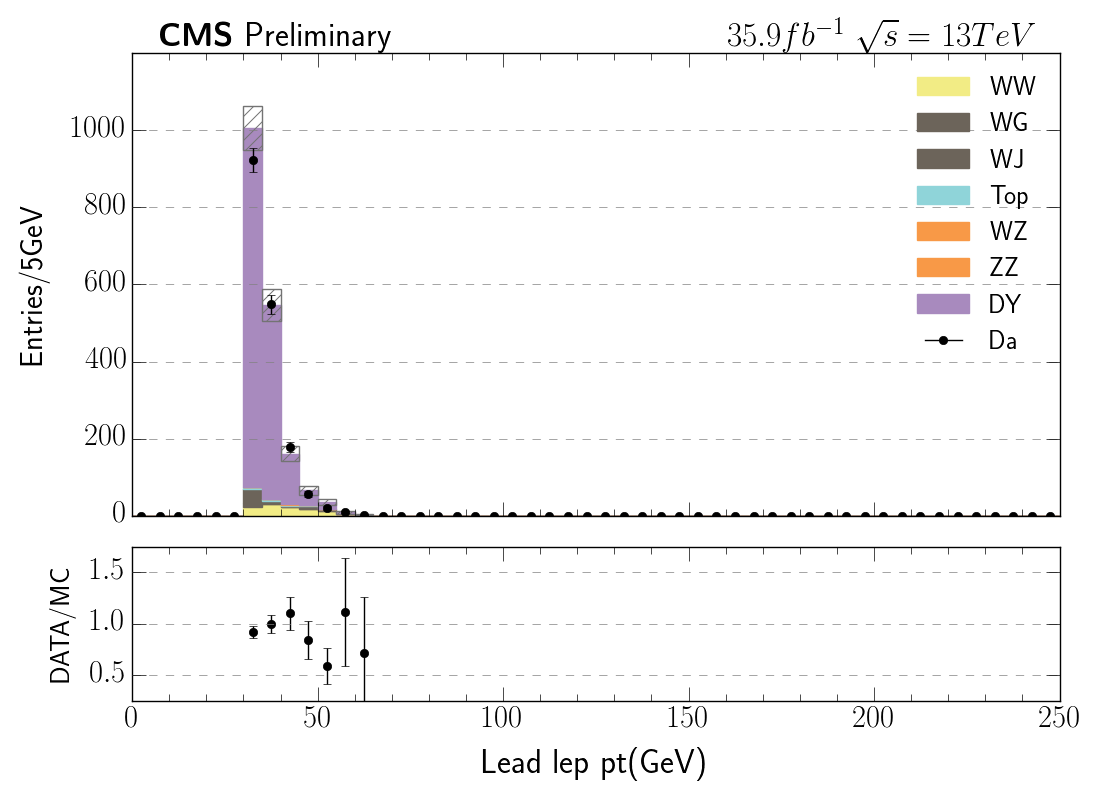 CMS Preliminary
35.9fb⁻¹ √s = 13TeV
Entries/5GeV
1000
800
600
400
200
0
WW
WG
WJ
Top
WZ
ZZ
DY
Da
DATA/MC
1.5
1.0
0.5
0 50 100 150 200 250
Lead lep pt(GeV)